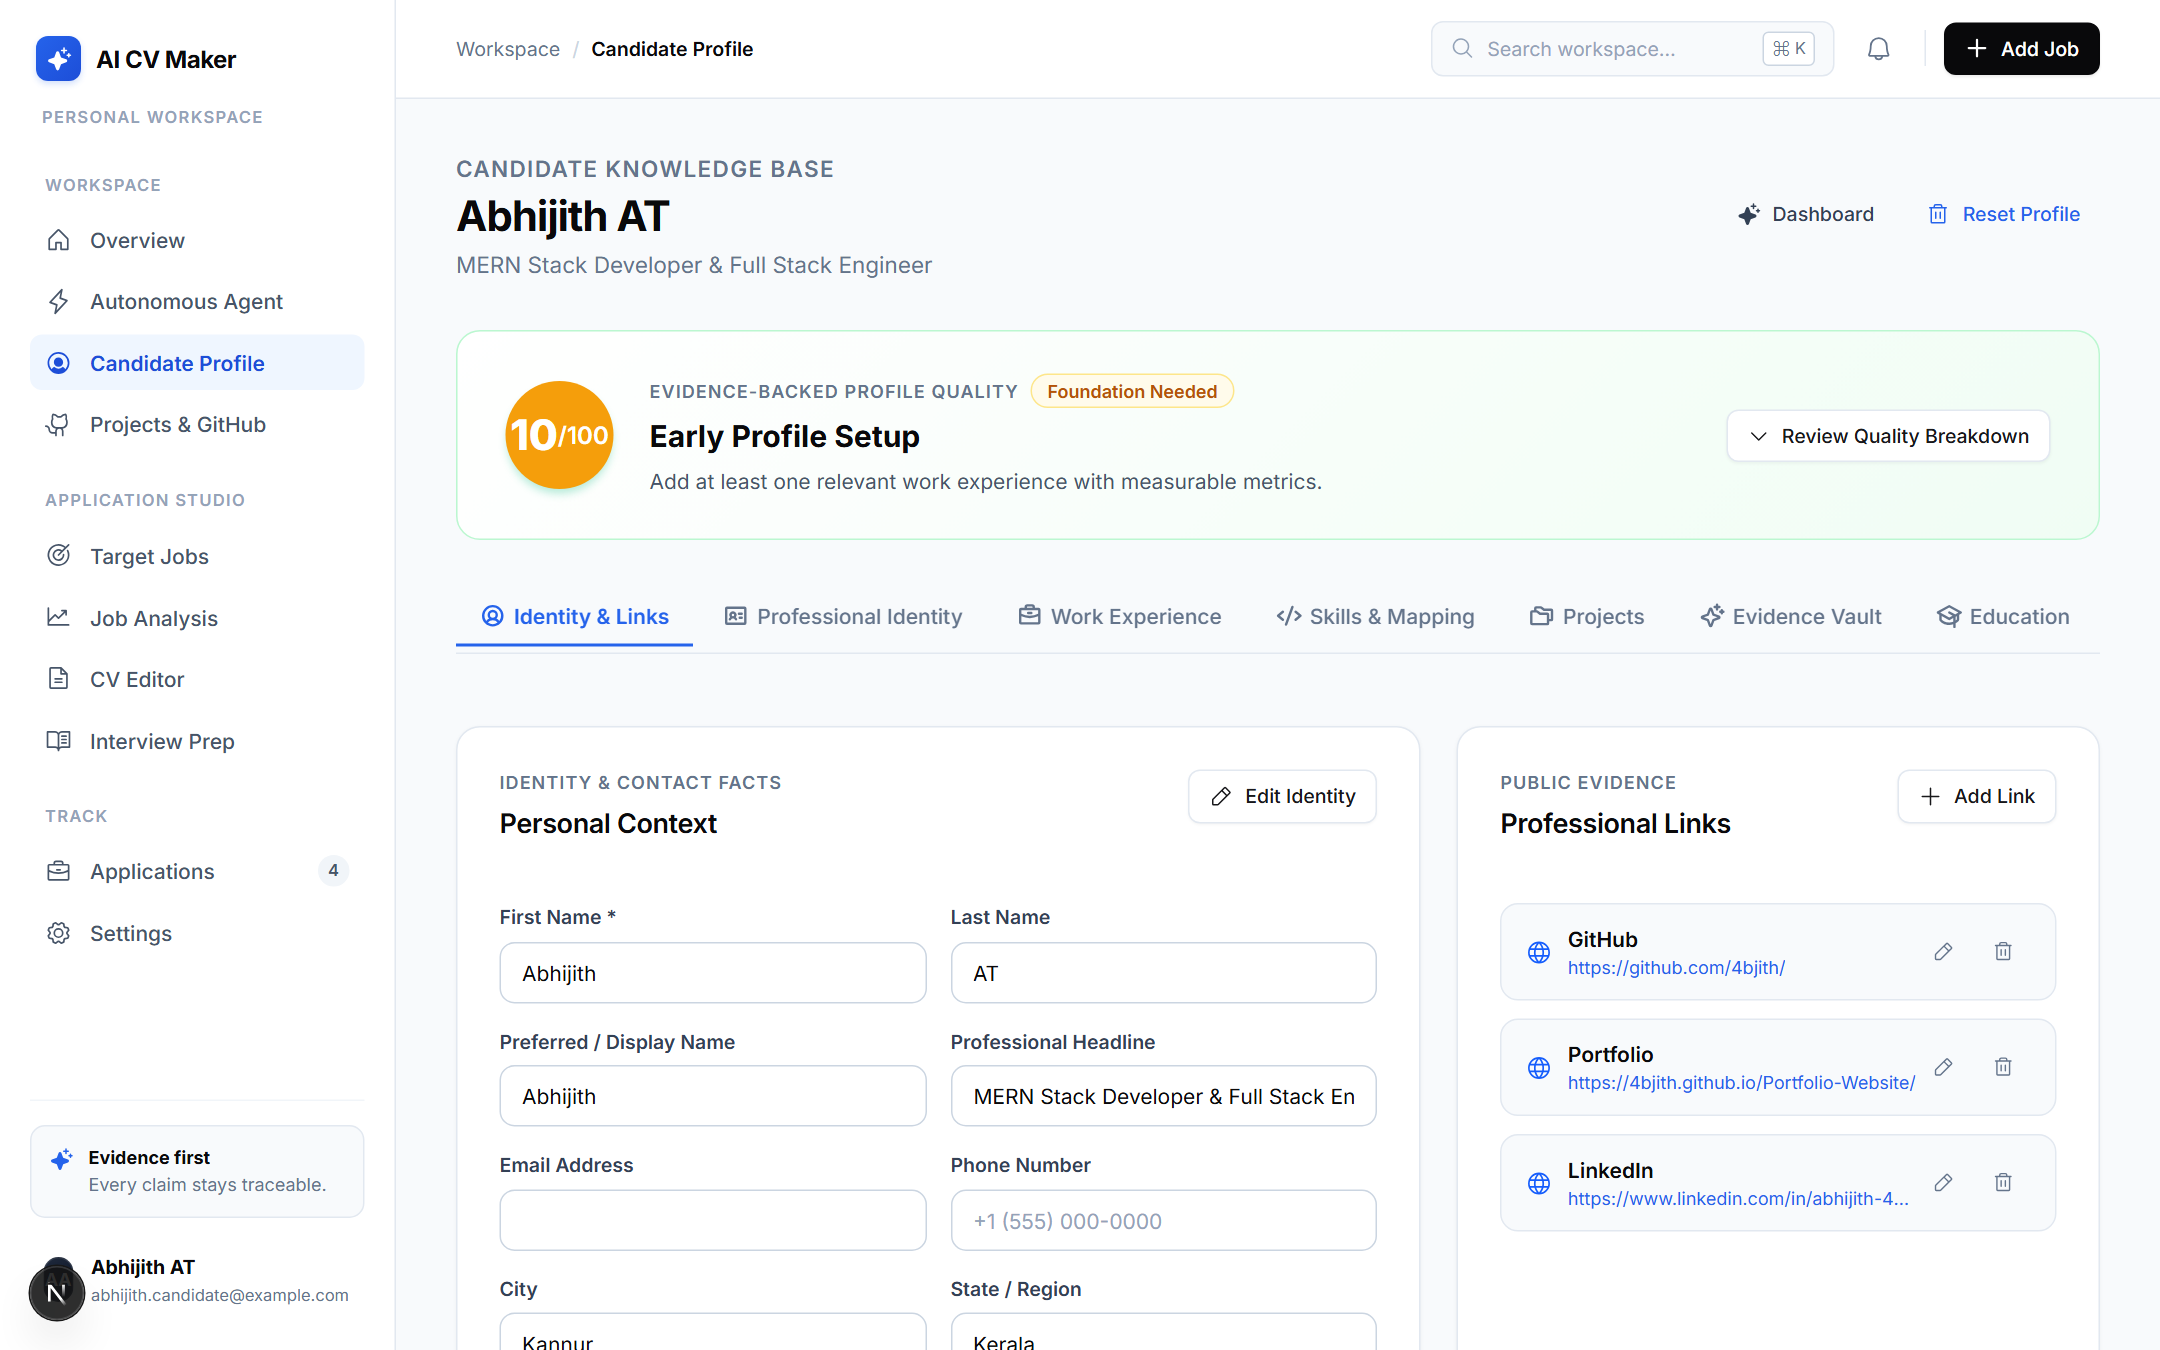 AI CV Maker
PERSONAL WORKSPACE
WORKSPACE
Overview
Autonomous Agent
Candidate Profile
Projects & GitHub
APPLICATION STUDIO
Target Jobs
Job Analysis
CV Editor
Interview Prep
TRACK
Applications 4
Settings
Evidence first
Every claim stays traceable.
N
Abhijith AT
abhijith.candidate@example.com
Workspace / Candidate Profile
Search workspace... ⌘ K
Add Job
CANDIDATE KNOWLEDGE BASE
Abhijith AT
MERN Stack Developer & Full Stack Engineer
Dashboard
Reset Profile
10/100
EVIDENCE-BACKED PROFILE QUALITY Foundation Needed
Early Profile Setup
Add at least one relevant work experience with measurable metrics.
Review Quality Breakdown
Identity & Links
Professional Identity
Work Experience
Skills & Mapping
Projects
Evidence Vault
Education
IDENTITY & CONTACT FACTS
Personal Context
Edit Identity
First Name *
Abhijith
Last Name
AT
Preferred / Display Name
Abhijith
Professional Headline
MERN Stack Developer & Full Stack En
Email Address
Phone Number
+1 (555) 000-0000
City
Kannur
State / Region
Kerala
PUBLIC EVIDENCE
Professional Links
Add Link
GitHub
https://github.com/4bjith/
Portfolio
https://4bjith.github.io/Portfolio-Website/
LinkedIn
https://www.linkedin.com/in/abhijith-4...